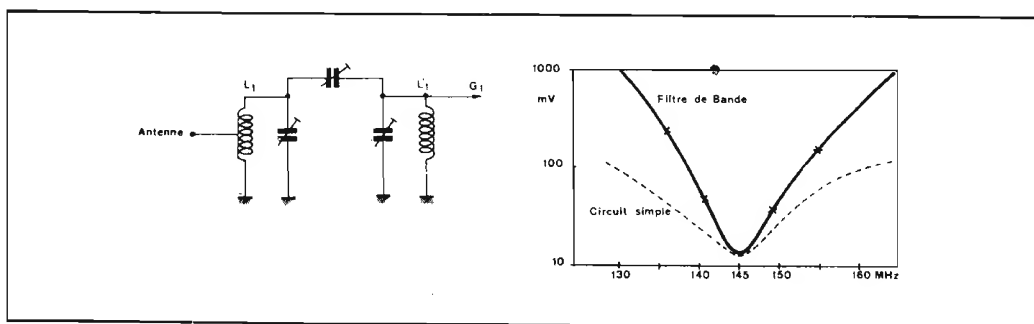 L1
L'1
G1
Antenne
1000
mV
Filtre de Bande
100
Circuit simple
10
130
140
145
150
160 MHz